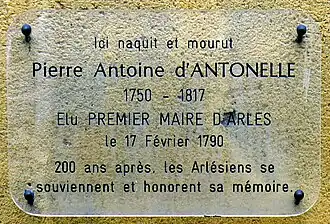 Ici naquit et mourut
Pierre Antoine d'ANTONELLE
1750 - 1817
Elu PREMIER MAIRE D'ARLES
le 17 Février 1790
200 ans après, les Artésiens se
souviennent et honorent sa mémoire.